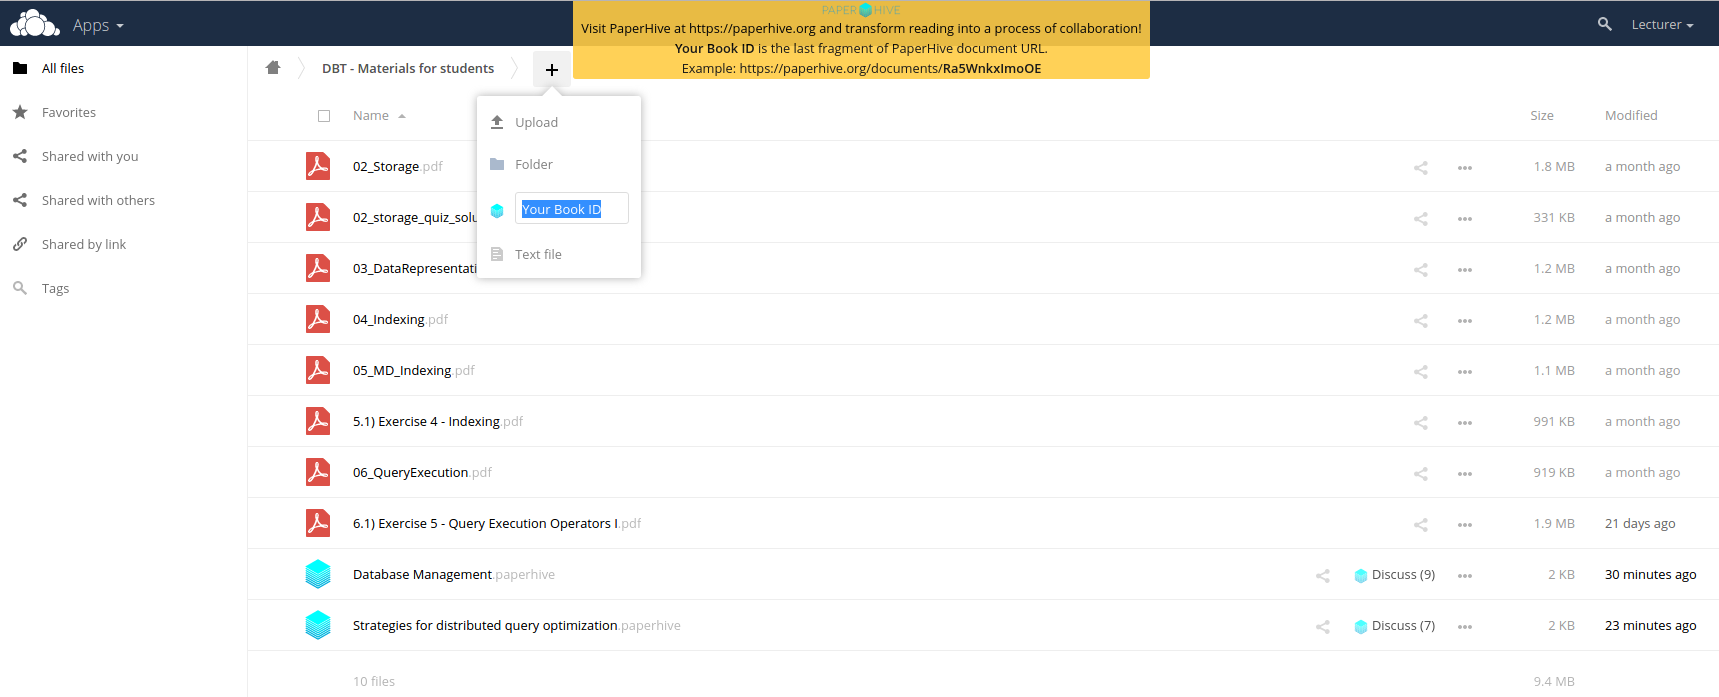 Apps
PAPER HIVE
Visit PaperHive at https://paperhive.org and transform reading into a process of collaboration!
Your Book ID is the last fragment of PaperHive document URL.
Example: https://paperhive.org/documents/Ra5WnkxImoOE
Lecturer
All files
Favorites
Shared with you
Shared with others
Shared by link
Tags
DBT - Materials for students
+
Upload
Folder
Your Book ID
Text file
Name Size Modified
02_Storage.pdf 1.8 MB a month ago
02_storage_quiz_solu 331 KB a month ago
03_DataRepresentati 1.2 MB a month ago
04_Indexing.pdf 1.2 MB a month ago
05_MD_Indexing.pdf 1.1 MB a month ago
5.1) Exercise 4 - Indexing.pdf 991 KB a month ago
06_QueryExecution.pdf 919 KB a month ago
6.1) Exercise 5 - Query Execution Operators I.pdf 1.9 MB 21 days ago
Database Management.paperhive Discuss (9) 2 KB 30 minutes ago
Strategies for distributed query optimization.paperhive Discuss (7) 2 KB 23 minutes ago
10 files 9.4 MB